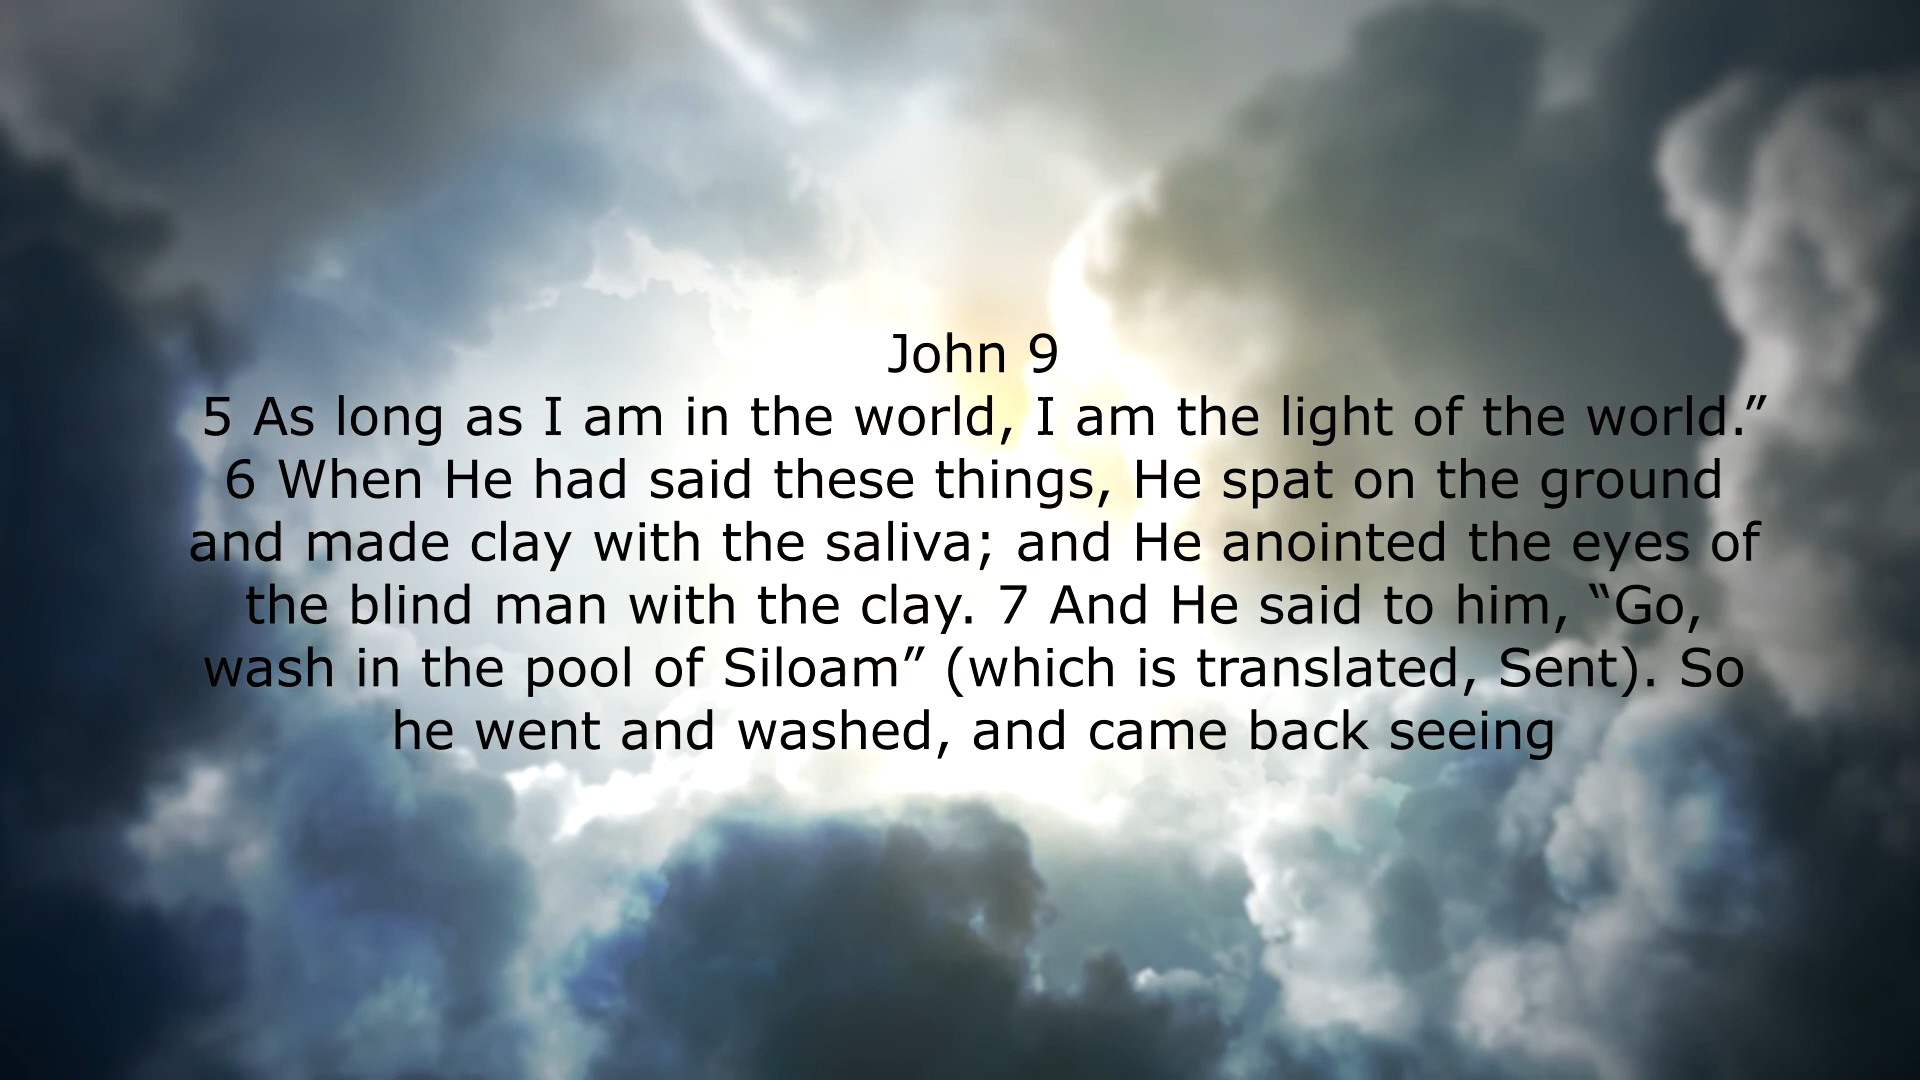 John 9
5 As long as I am in the world, I am the light of the world.”
6 When He had said these things, He spat on the ground
and made clay with the saliva; and He anointed the eyes of
the blind man with the clay. 7 And He said to him, “Go,
wash in the pool of Siloam” (which is translated, Sent). So
he went and washed, and came back seeing